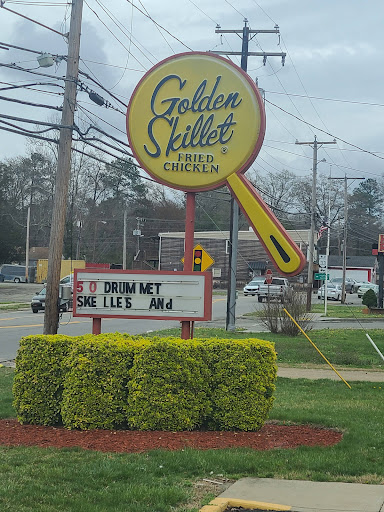 Golden
Skillet
FRIED
CHICKEN
®
50 DRUM MET
SKE LLE S AND